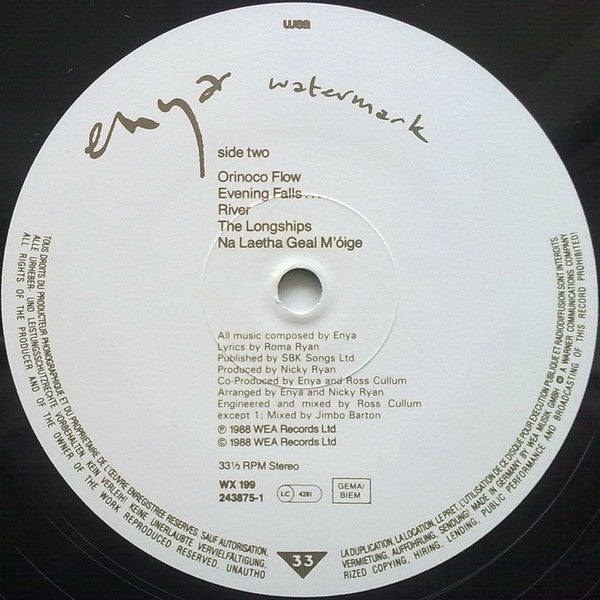 wea
enya watermark
side two
Orinoco Flow
Evening Falls . . .
River
The Longships
Na Laetha Geal M'óige
All music composed by Enya
Lyrics by Roma Ryan
Published by SBK Songs Ltd
Produced by Nicky Ryan
Co-Produced by Enya and Ross Cullum
Arranged by Enya and Nicky Ryan
Engineered and mixed by Ross Cullum
except 1: Mixed by Jimbo Barton
℗ 1988 WEA Records Ltd
© 1988 WEA Records Ltd
33⅓ RPM Stereo
WX 199
243875-1
LC 4281
GEMA/
BIEM
33
TOUS DROITS DU PRODUCTEUR PHONOGRAPHIQUE ET DU PROPRIETAIRE DE L'ŒUVRE ENREGISTREE RESERVES. SAUF AUTORISATION,
LA DUPLICATION, LA LOCATION, LE PRET, L'UTILISATION DE CE DISQUE POUR EXECUTION PUBLIQUE ET RADIODIFFUSION SONT INTERDITS.
ALLE URHEBER- UND LEISTUNGSSCHUTZRECHTE VORBEHALTEN. KEIN VERLEIH! KEINE UNERLAUBTE VERVIELFÄLTIGUNG,
VERMIETUNG, AUFFÜHRUNG, SENDUNG! MADE IN GERMANY BY WEA MUSIK GMBH A WARNER COMMUNICATIONS COMPANY
ALL RIGHTS OF THE PRODUCER AND OF THE OWNER OF THE WORK REPRODUCED RESERVED. UNAUTHO
RIZED COPYING, HIRING, LENDING, PUBLIC PERFORMANCE AND BROADCASTING OF THIS RECORD PROHIBITED!